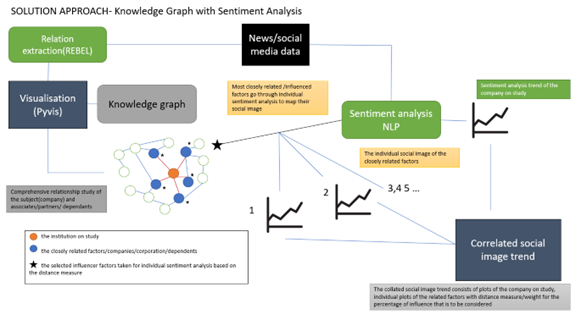 SOLUTION APPROACH- Knowledge Graph with Sentiment Analysis
Relation
extraction(REBEL)
News/social
media data
Visualisation
(Pyvis)
Knowledge graph
Most closely related /influenced
factors go through individual
sentiment analysis to map their
social image
Sentiment analysis
NLP
Sentiment analysis trend of the
company on study
The individual social image of the
closely related factors
Comprehensive relationship study of
the subject(company) and
associates/partners/ dependants
1
2
3,4 5 ...
the institution on study
the closely related factors/companies/corporation/dependents
the selected influencer factors taken for individual sentiment analysis based on
the distance measure
Correlated social
image trend
The collated social image trend consists of plots of the company on study,
individual plots of the related factors with distance measure/weight for the
percentage of influence that is to be considered